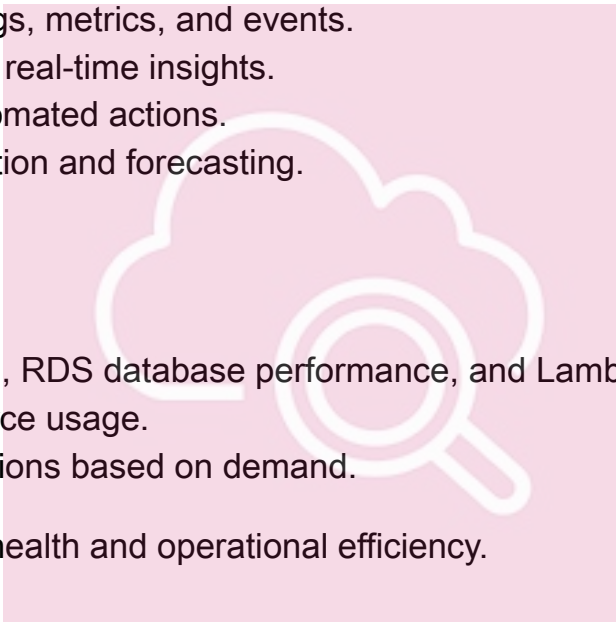 gs, metrics, and events.
real-time insights.
omated actions.
tion and forecasting.
, RDS database performance, and Lamb
ce usage.
ions based on demand.
health and operational efficiency.